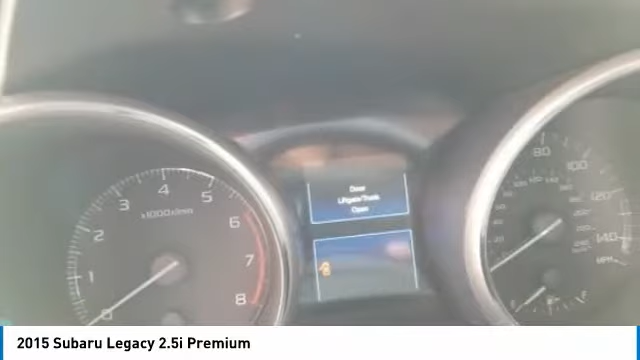 4
3
5
x1000r/min
2
6
1
7
0
8
Door
Liftgate/Trunk
Open
80
100
120
140
MPH
E
F
2015 Subaru Legacy 2.5i Premium